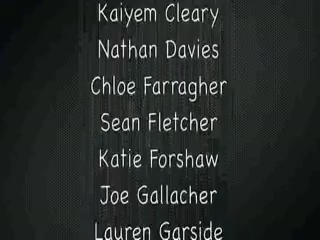 Kaiyem Cleary
Nathan Davies
Chloe Farragher
Sean Fletcher
Katie Forshaw
Joe Gallacher
Lauren Garside